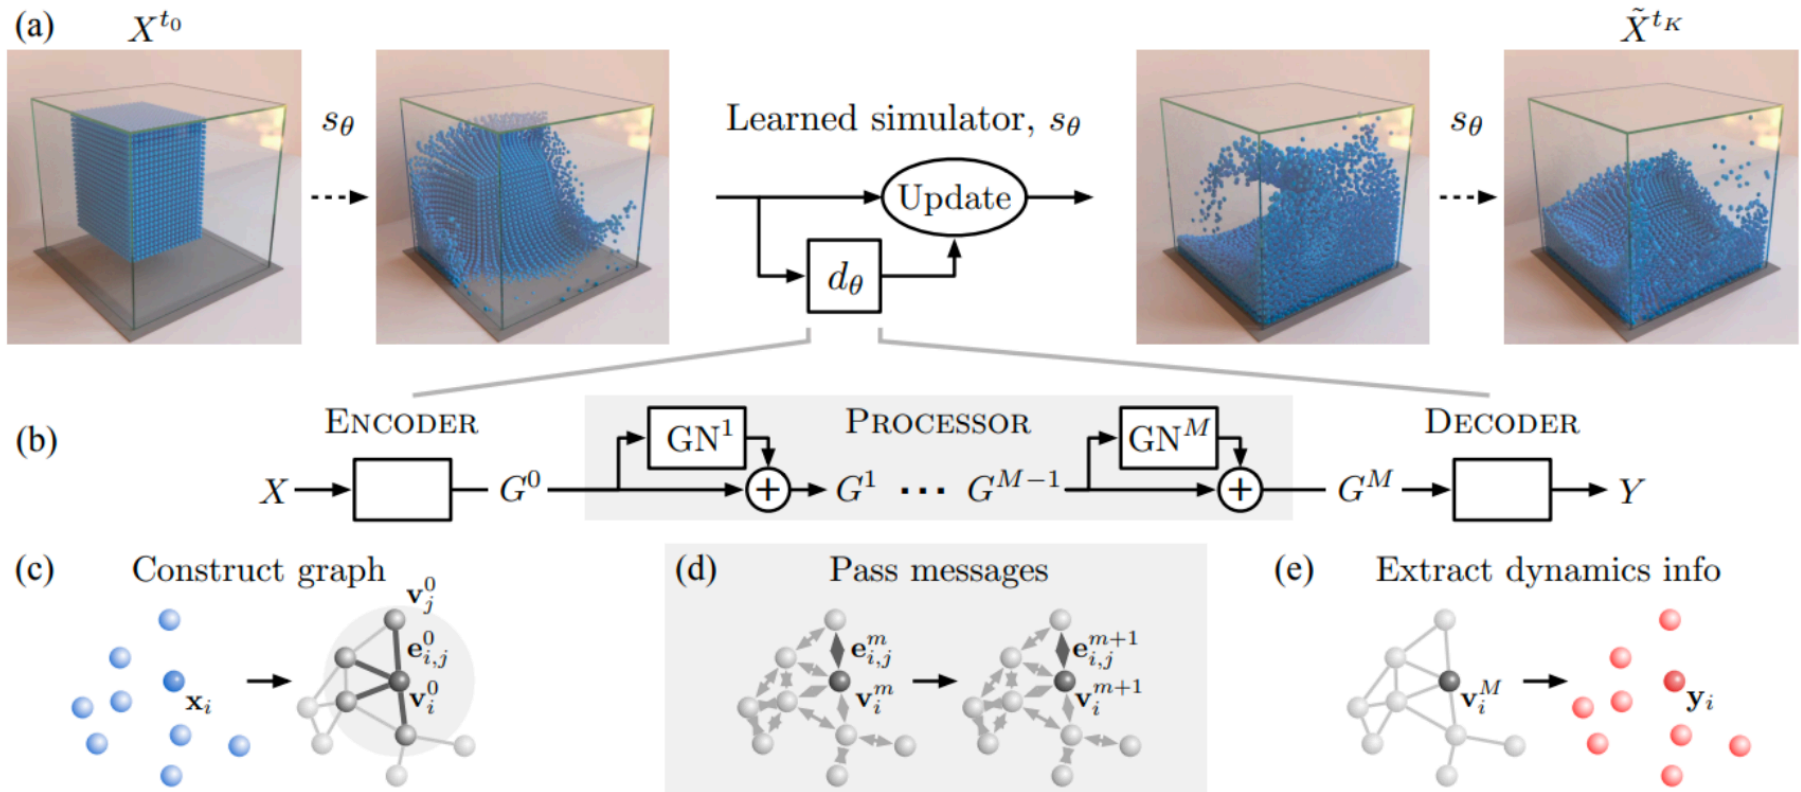 (a) X^{t_0} X̃^{t_K}
s_θ Learned simulator, s_θ s_θ
Update
d_θ
(b) ENCODER PROCESSOR DECODER
GN^1 GN^M
X G^0 + G^1 ··· G^{M−1} + G^M Y
(c) Construct graph
v_j^0
e_{i,j}^0
v_i^0
x_i
(d) Pass messages
e_{i,j}^m e_{i,j}^{m+1}
v_i^m v_i^{m+1}
(e) Extract dynamics info
v_i^M y_i